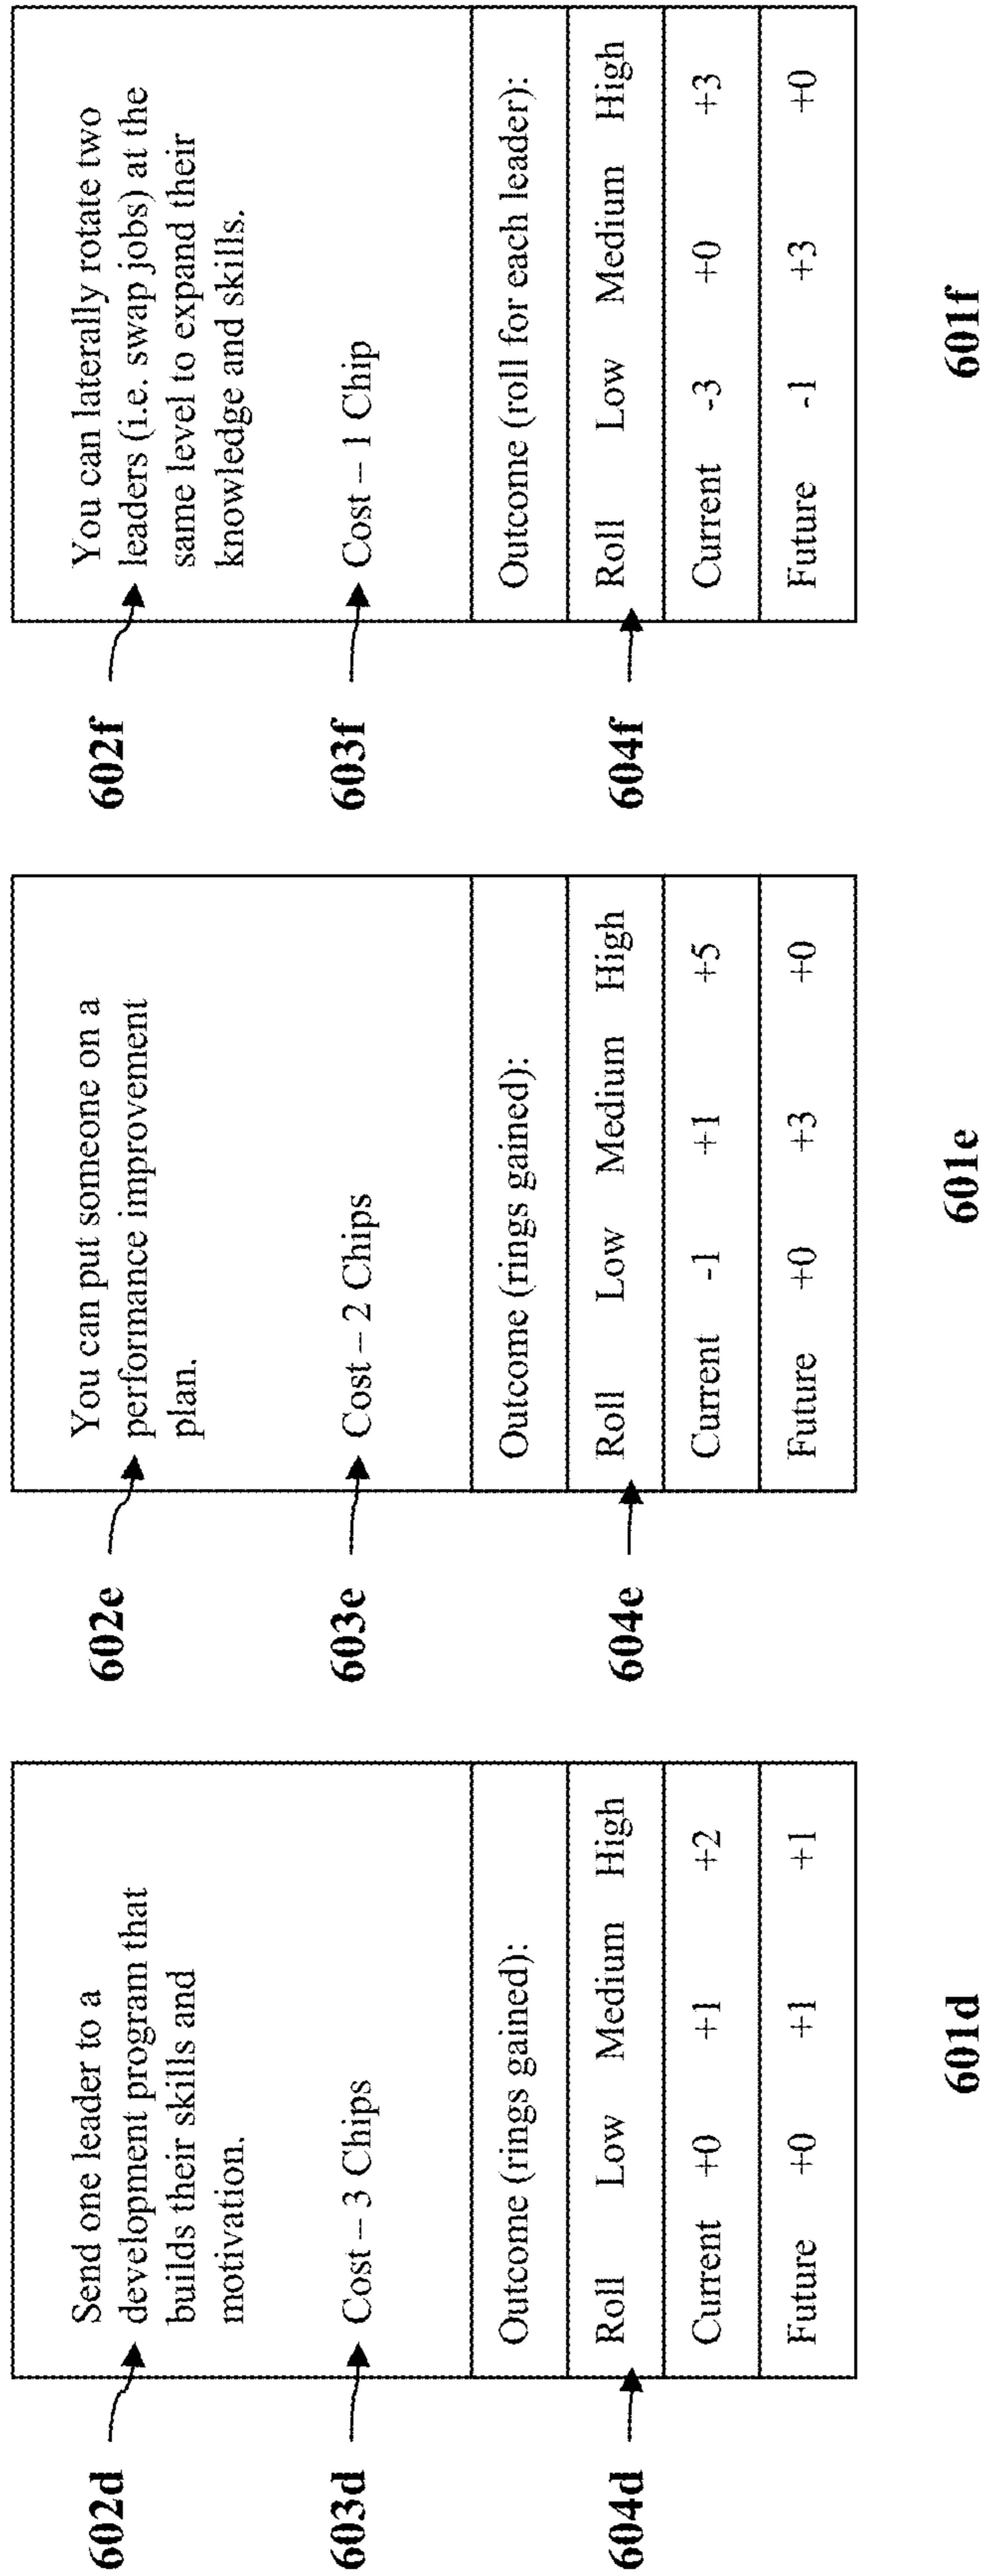 602d
Send one leader to a
development program that
builds their skills and
motivation.
603d
Cost – 3 Chips
Outcome (rings gained):
604d
Roll Low Medium High
Current +0 +1 +2
Future +0 +1 +1
601d
602e
You can put someone on a
performance improvement
plan.
603e
Cost – 2 Chips
Outcome (rings gained):
604e
Roll Low Medium High
Current -1 +1 +5
Future +0 +3 +0
601e
602f
You can laterally rotate two
leaders (i.e. swap jobs) at the
same level to expand their
knowledge and skills.
603f
Cost – 1 Chip
Outcome (roll for each leader):
604f
Roll Low Medium High
Current -3 +0 +3
Future -1 +3 +0
601f